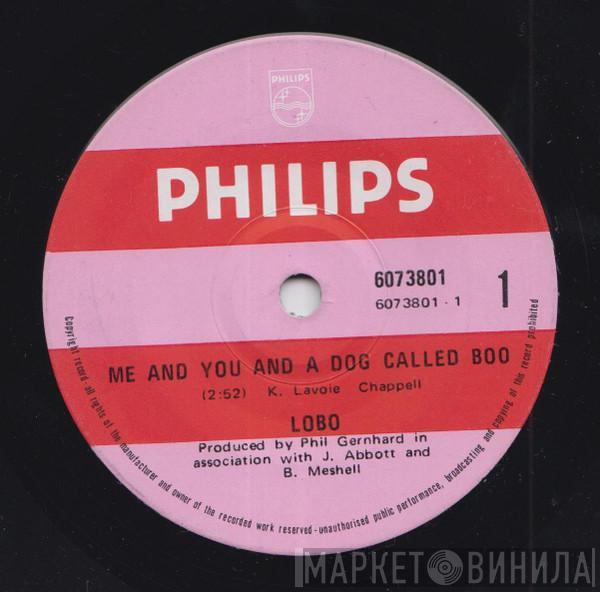 PHILIPS
PHILIPS
6073801
6073801 · 1
1
ME AND YOU AND A DOG CALLED BOO
(2:52) K. Lavoie Chappell
LOBO
Produced by Phil Gernhard in
association with J. Abbott and
B. Meshell
Copyright record-all rights of the manufacturer and owner of the recorded work reserved-unauthorised public performance, broadcasting and copying of this record prohibited
МАРКЕТ ВИНИЛА